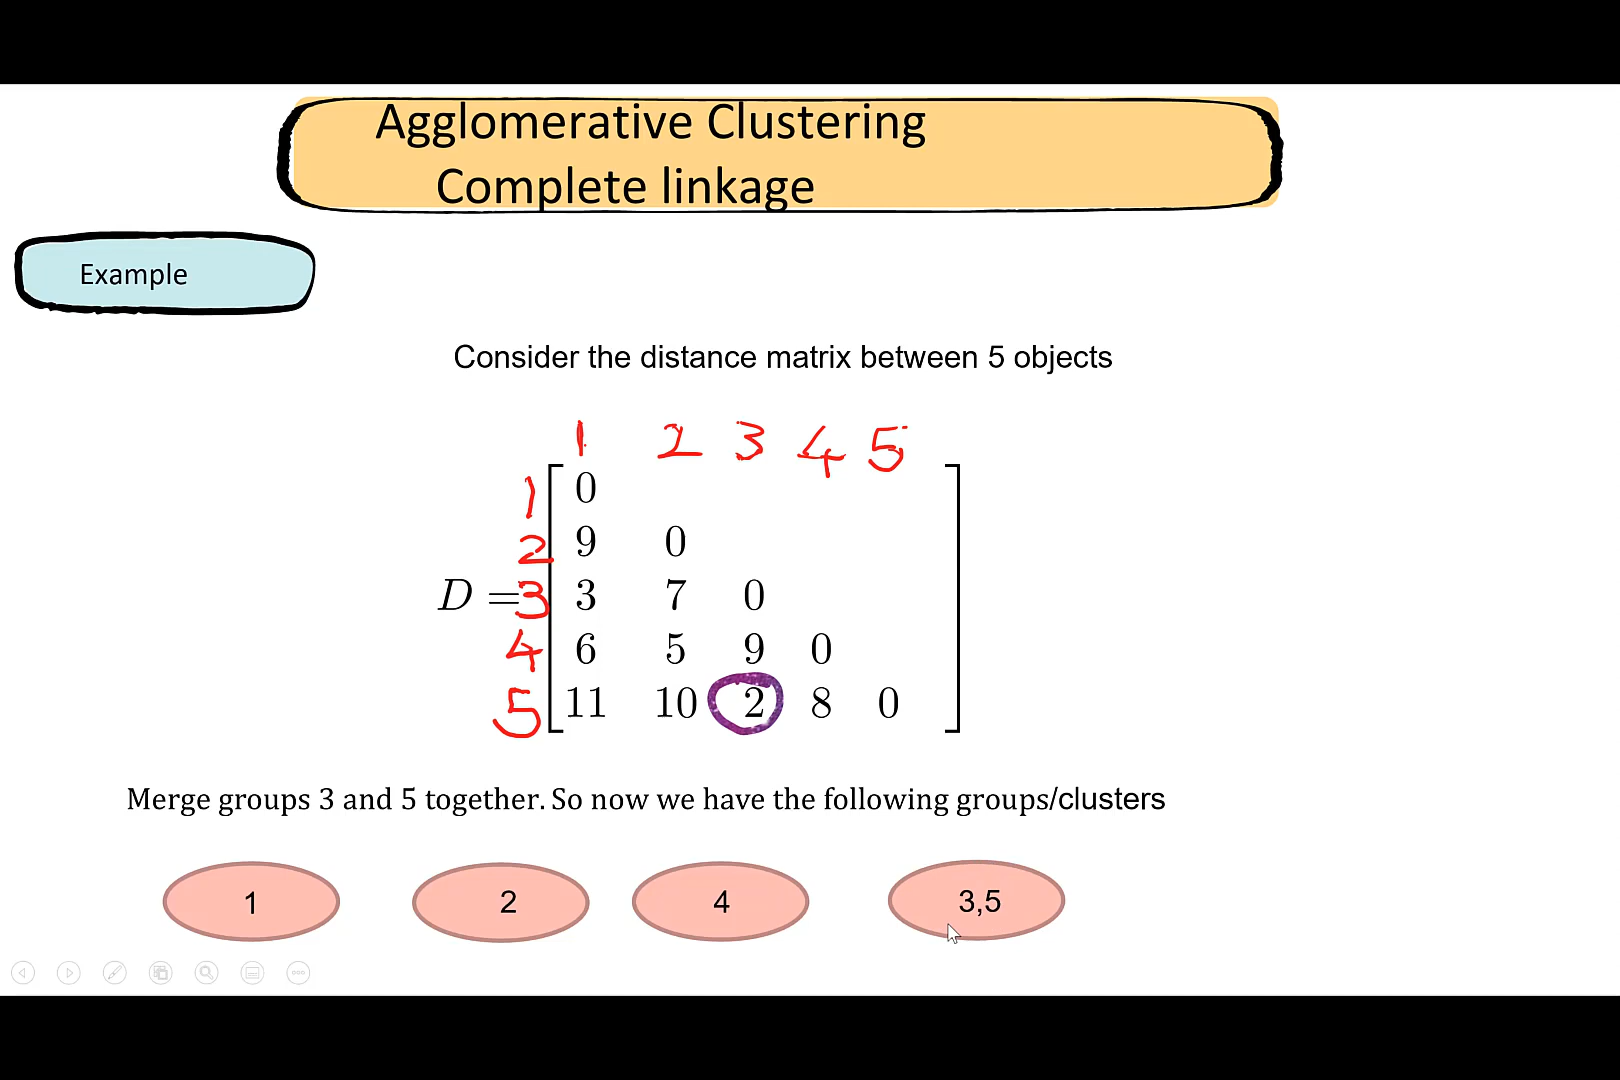 Agglomerative Clustering
Complete linkage
Example
Consider the distance matrix between 5 objects
1 2 3 4 5
1 0
2 9 0
D = 3 3 7 0
4 6 5 9 0
5 11 10 2 8 0
Merge groups 3 and 5 together. So now we have the following groups/clusters
1 2 4 3,5